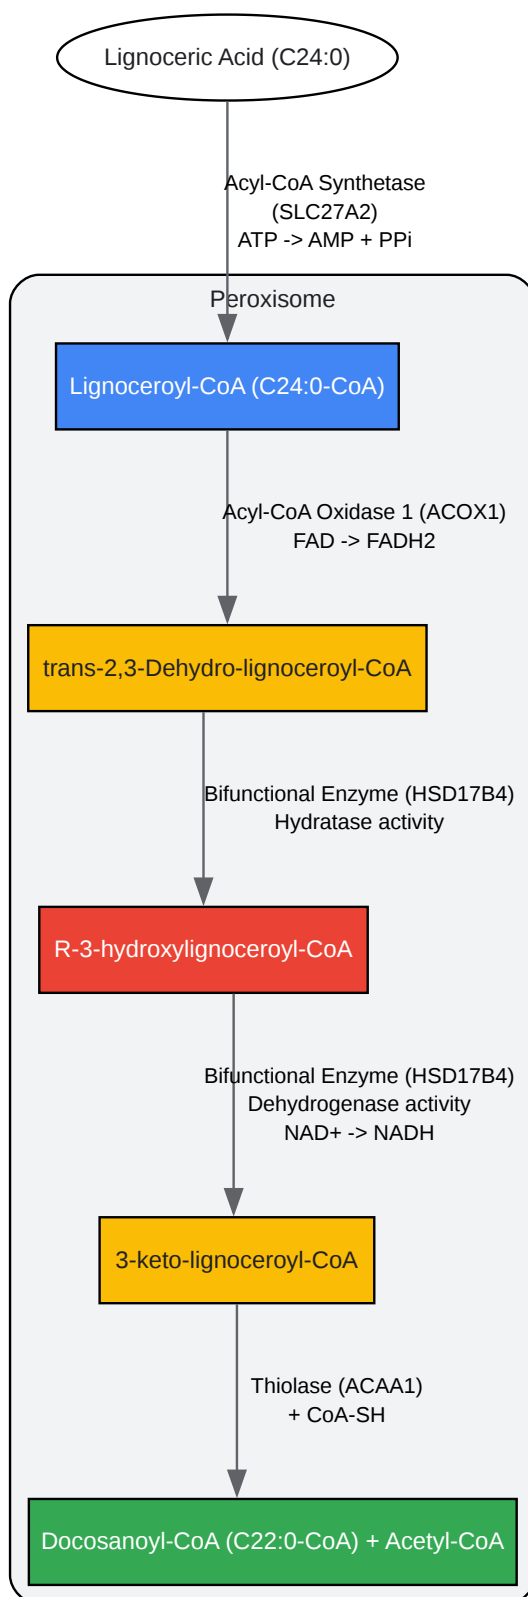 Lignoceric Acid (C24:0)
Acyl-CoA Synthetase
(SLC27A2)
ATP -> AMP + PPi
Peroxisome
Lignoceroyl-CoA (C24:0-CoA)
Acyl-CoA Oxidase 1 (ACOX1)
FAD -> FADH2
trans-2,3-Dehydro-lignoceroyl-CoA
Bifunctional Enzyme (HSD17B4)
Hydratase activity
R-3-hydroxylignoceroyl-CoA
Bifunctional Enzyme (HSD17B4)
Dehydrogenase activity
NAD+ -> NADH
3-keto-lignoceroyl-CoA
Thiolase (ACAA1)
+ CoA-SH
Docosanoyl-CoA (C22:0-CoA) + Acetyl-CoA